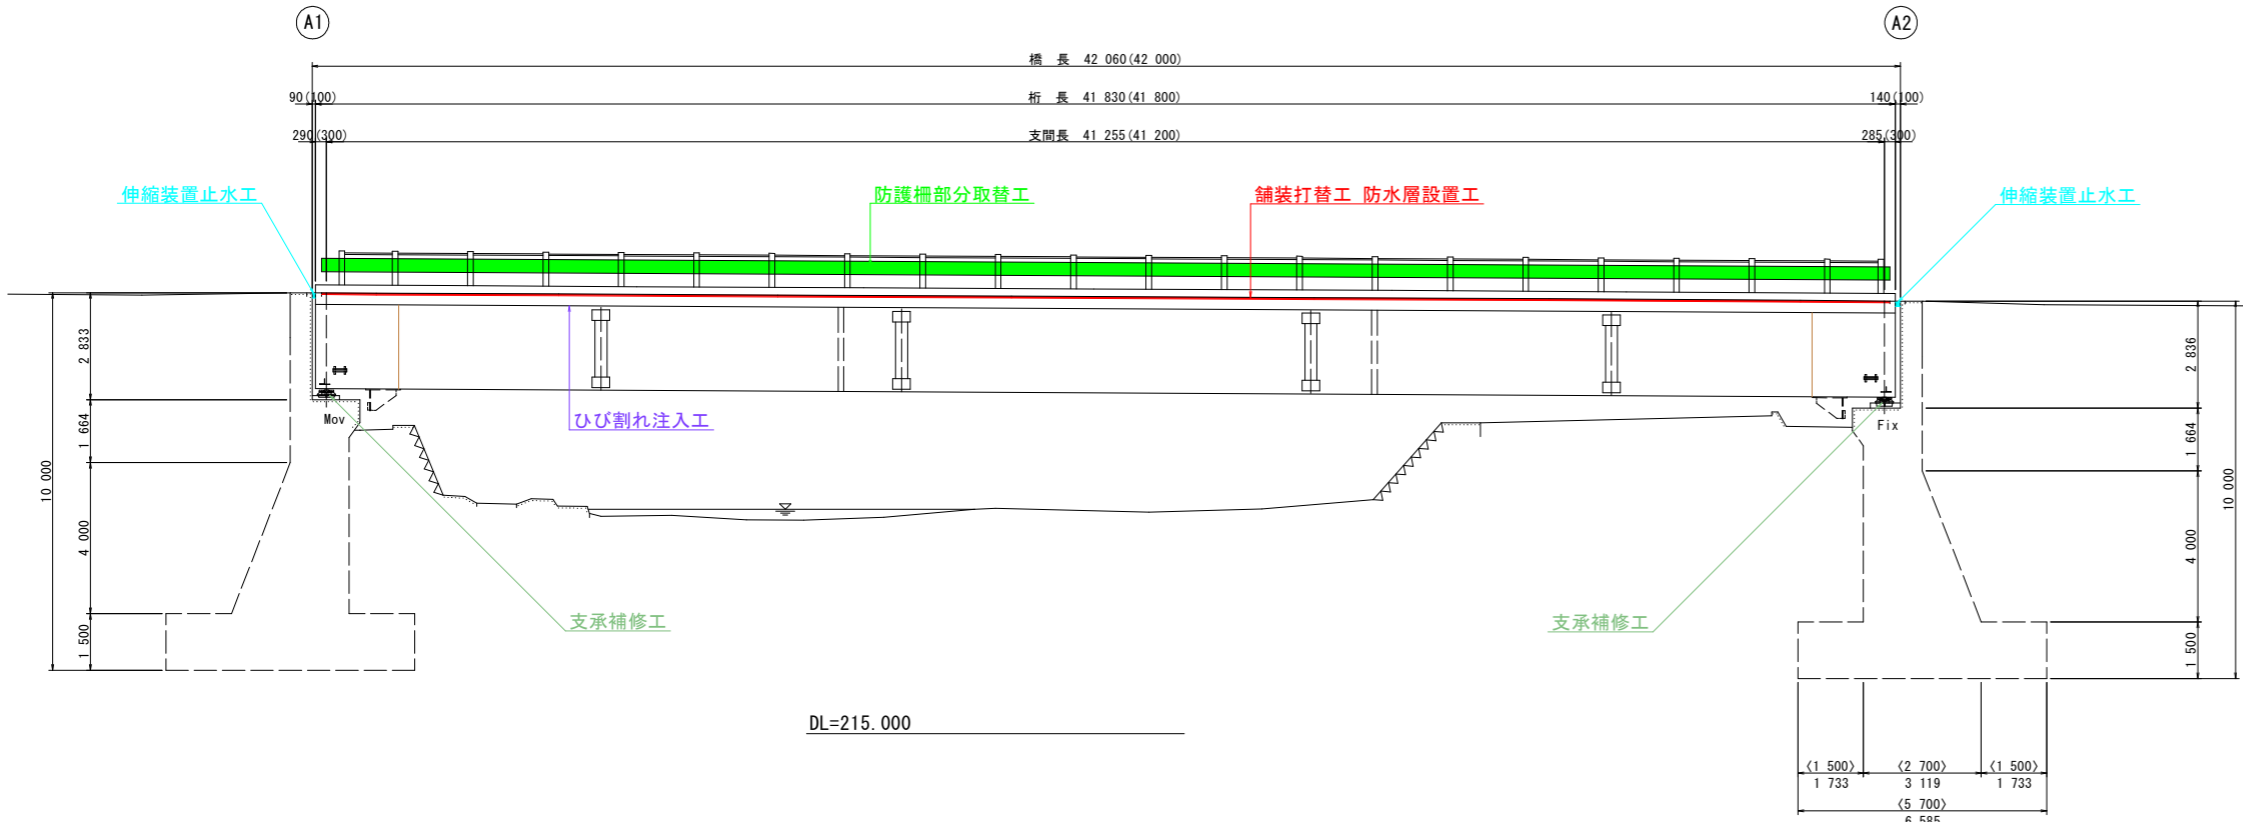 A1
A2
橋 長 42 060(42 000)
90(100)
桁 長 41 830(41 800)
140(100)
290(300)
支間長 41 255(41 200)
285(300)
伸縮装置止水工
防護柵部分取替工
舗装打替工 防水層設置工
伸縮装置止水工
2 833
1 664
4 000
1 500
10 000
Mov
ひび割れ注入工
Fix
2 836
1 664
4 000
1 500
10 000
支承補修工
支承補修工
DL=215.000
〈1 500〉
〈2 700〉
〈1 500〉
1 733
3 119
1 733
〈5 700〉
6 585